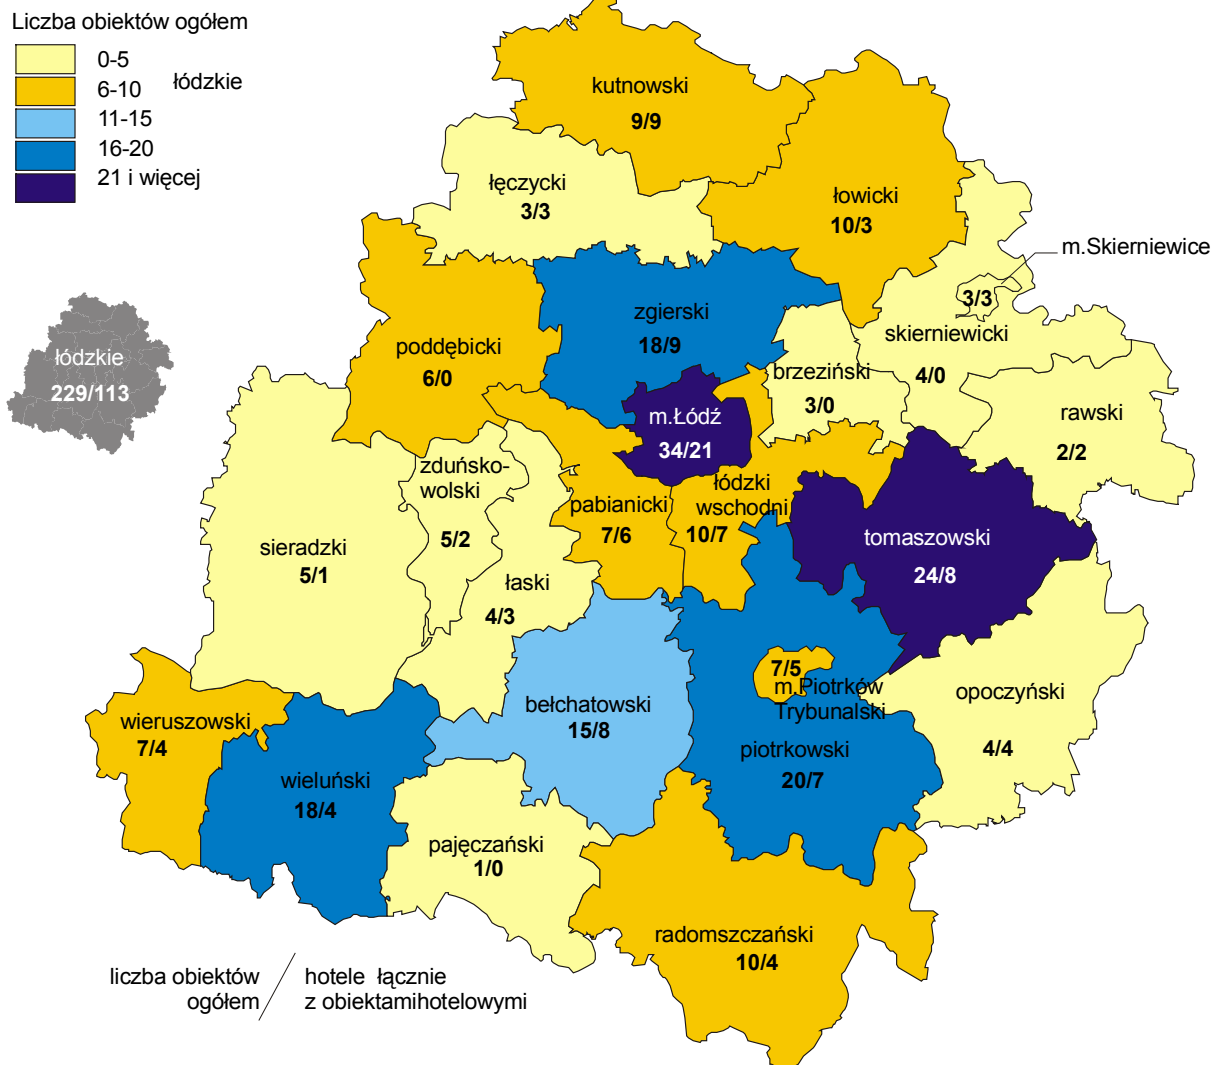 Liczba obiektów ogółem
0-5
6-10
11-15
16-20
21 i więcej
łódzkie
kutnowski
9/9
łęczycki
3/3
łowicki
10/3
m.Skierniewice
3/3
skierniewicki
4/0
zgierski
18/9
poddębicki
6/0
łódzkie
229/113
brzeziński
3/0
rawski
2/2
m.Łódź
34/21
zduńsko-
wolski
5/2
łódzki
wschodni
10/7
pabianicki
7/6
sieradzki
5/1
łaski
4/3
tomaszowski
24/8
7/5
m.Piotrków
Trybunalski
opoczyński
4/4
bełchatowski
15/8
wieruszowski
7/4
piotrkowski
20/7
wieluński
18/4
pajęczański
1/0
radomszczański
10/4
liczba obiektów
ogółem
/
hotele łącznie
z obiektamihotelowymi